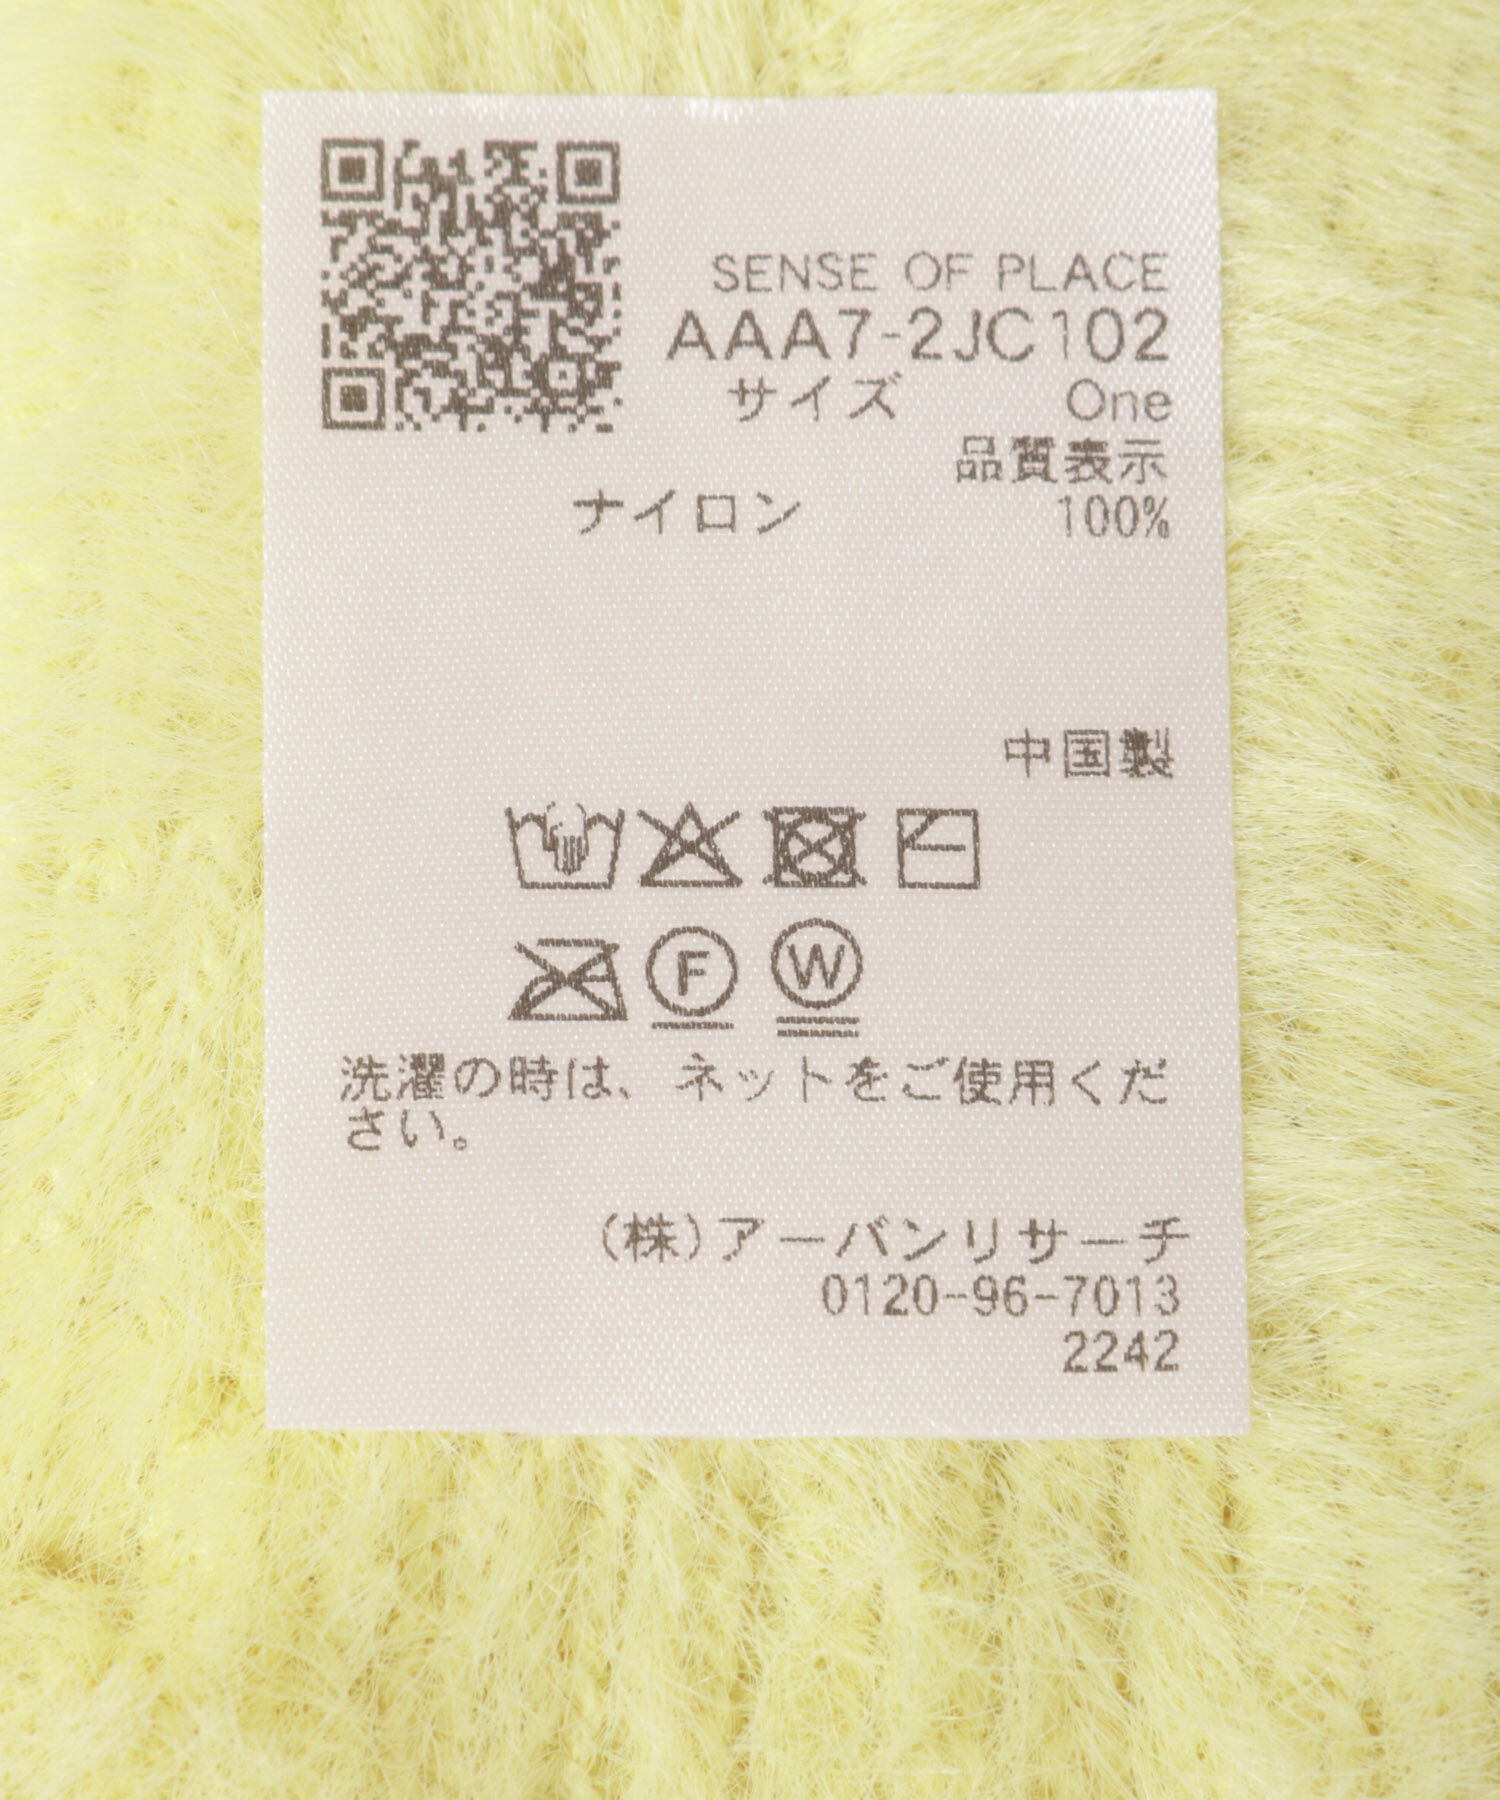 SENSE OF PLACE
AAA7-2JC102
サイズ One
品質表示
ナイロン 100%
中国製
F W
洗濯の時は、ネットをご使用くだ
さい。
(株)アーバンリサーチ
0120-96-7013
2242